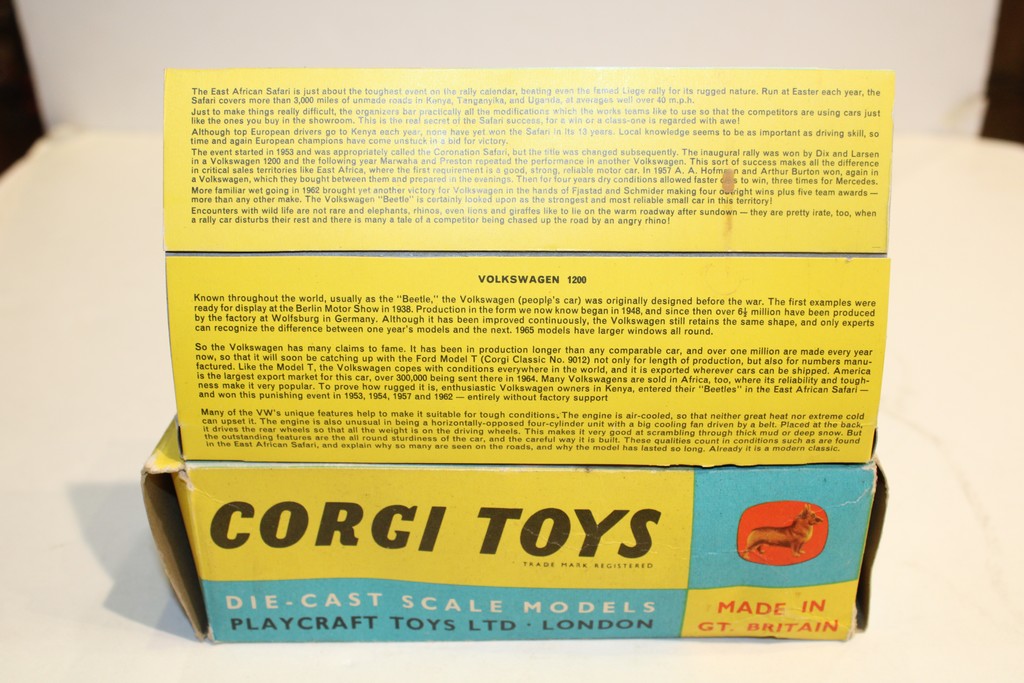 The East African Safari is just about the toughest event on the rally calendar, beating even the famed Liege rally for its rugged nature. Run at Easter each year, the
Safari covers more than 3,000 miles of unmade roads in Kenya, Tanganyika, and Uganda, at averages well over 40 m.p.h.
Just to make things really difficult, the organizers bar practically all the modifications which the works teams like to use so that the competitors are using cars just
like the ones you buy in the showroom. This is the real secret of the Safari success, for a win or a class-one is regarded with awe!
Although top European drivers go to Kenya each year, none have yet won the Safari in its 13 years. Local knowledge seems to be as important as driving skill, so
time and again European champions have come unstuck in a bid for victory.
The event started in 1953 and was appropriately called the Coronation Safari, but the title was changed subsequently. The inaugural rally was won by Dix and Larsen
in a Volkswagen 1200 and the following year Marwaha and Preston repeated the performance in another Volkswagen. This sort of success makes all the difference
in critical sales territories like East Africa, where the first requirement is a good, strong, reliable motor car. In 1957 A. A. Hofmann and Arthur Burton won, again in
a Volkswagen, which they bought between them and prepared in the evenings. Then for four years dry conditions allowed faster cars to win, three times for Mercedes.
More familiar wet going in 1962 brought yet another victory for Volkswagen in the hands of Fjastad and Schmider making four outright wins plus five team awards —
more than any other make. The Volkswagen "Beetle" is certainly looked upon as the strongest and most reliable small car in this territory!
Encounters with wild life are not rare and elephants, rhinos, even lions and giraffes like to lie on the warm roadway after sundown — they are pretty irate, too, when
a rally car disturbs their rest and there is many a tale of a competitor being chased up the road by an angry rhino!
VOLKSWAGEN 1200
Known throughout the world, usually as the "Beetle," the Volkswagen (people's car) was originally designed before the war. The first examples were
ready for display at the Berlin Motor Show in 1938. Production in the form we now know began in 1948, and since then over 6½ million have been produced
by the factory at Wolfsburg in Germany. Although it has been improved continuously, the Volkswagen still retains the same shape, and only experts
can recognize the difference between one year's models and the next. 1965 models have larger windows all round.
So the Volkswagen has many claims to fame. It has been in production longer than any comparable car, and over one million are made every year
now, so that it will soon be catching up with the Ford Model T (Corgi Classic No. 9012) not only for length of production, but also for numbers manu-
factured. Like the Model T, the Volkswagen copes with conditions everywhere in the world, and it is exported wherever cars can be shipped. America
is the largest export market for this car, over 300,000 being sent there in 1964. Many Volkswagens are sold in Africa, too, where its reliability and tough-
ness make it very popular. To prove how rugged it is, enthusiastic Volkswagen owners in Kenya, entered their "Beetles" in the East African Safari —
and won this punishing event in 1953, 1954, 1957 and 1962 — entirely without factory support
Many of the VW's unique features help to make it suitable for tough conditions. The engine is air-cooled, so that neither great heat nor extreme cold
can upset it. The engine is also unusual in being a horizontally-opposed four-cylinder unit with a big cooling fan driven by a belt. Placed at the back,
it drives the rear wheels so that all the weight is on the driving wheels. This makes it very good at scrambling through thick mud or deep snow. But
the outstanding features are the all round sturdiness of the car, and the careful way it is built. These qualities count in conditions such as are found
in the East African Safari, and explain why so many are seen on the roads, and why the model has lasted so long. Already it is a modern classic.
CORGI TOYS
TRADE MARK REGISTERED
DIE-CAST SCALE MODELS
PLAYCRAFT TOYS LTD · LONDON
MADE IN
GT. BRITAIN